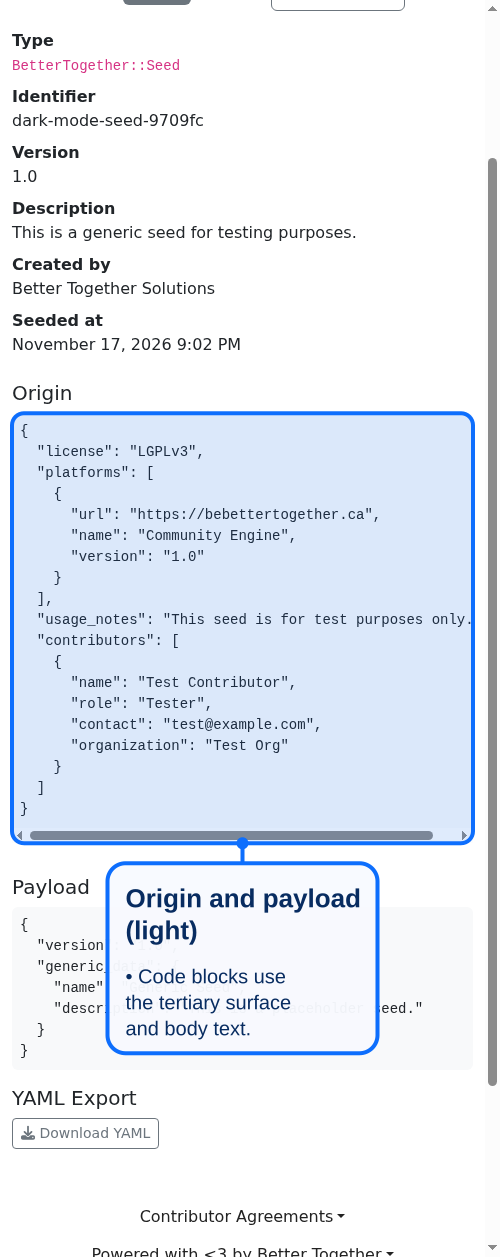 Type
BetterTogether::Seed
Identifier
dark-mode-seed-9709fc
Version
1.0
Description
This is a generic seed for testing purposes.
Created by
Better Together Solutions
Seeded at
November 17, 2026 9:02 PM
Origin
{
  "license": "LGPLv3",
  "platforms": [
    {
      "url": "https://bebettertogether.ca",
      "name": "Community Engine",
      "version": "1.0"
    }
  ],
  "usage_notes": "This seed is for test purposes only.
  "contributors": [
    {
      "name": "Test Contributor",
      "role": "Tester",
      "contact": "test@example.com",
      "organization": "Test Org"
    }
  ]
}
Payload
{
  "version
  "generic_data": {
    "name"
    "descr placeholder seed."
  }
}
Origin and payload
(light)
• Code blocks use
the tertiary surface
and body text.
YAML Export
Download YAML
Contributor Agreements
Powered with <3 by Better Together